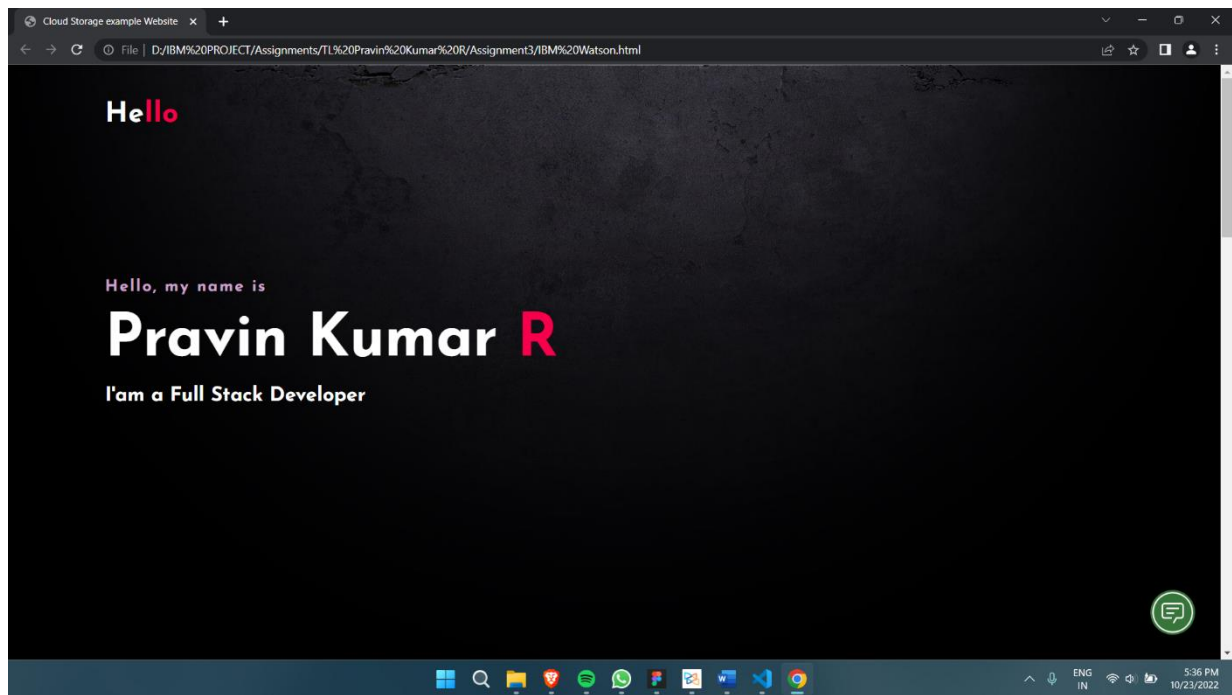 Cloud Storage example Website
File | D:/IBM%20PROJECT/Assignments/TL%20Pravin%20Kumar%20R/Assignment3/IBM%20Watson.html
Hello
Hello, my name is
Pravin Kumar R
I'am a Full Stack Developer
ENG
IN
5:36 PM
10/23/2022